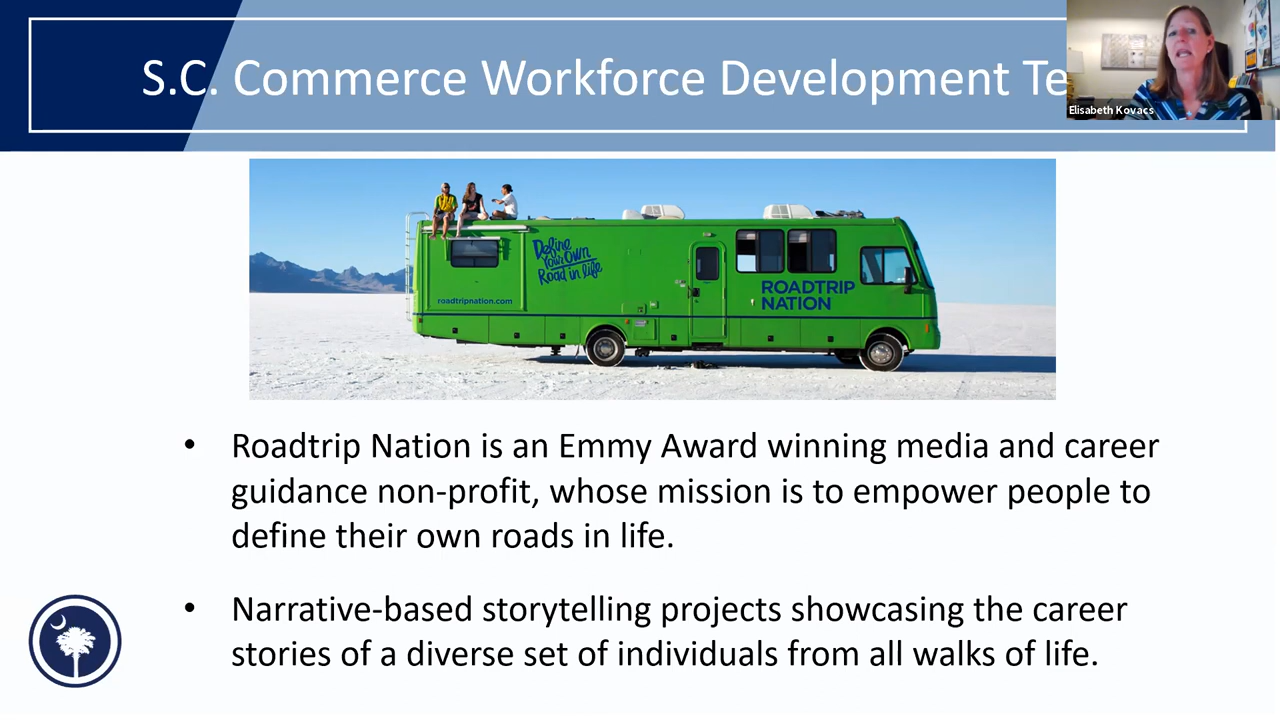 S.C. Commerce Workforce Development Te
Elisabeth Kovacs
Define
Your Own
Road in life
roadtripnation.com
ROADTRIP
NATION
• Roadtrip Nation is an Emmy Award winning media and career
guidance non-profit, whose mission is to empower people to
define their own roads in life.
• Narrative-based storytelling projects showcasing the career
stories of a diverse set of individuals from all walks of life.